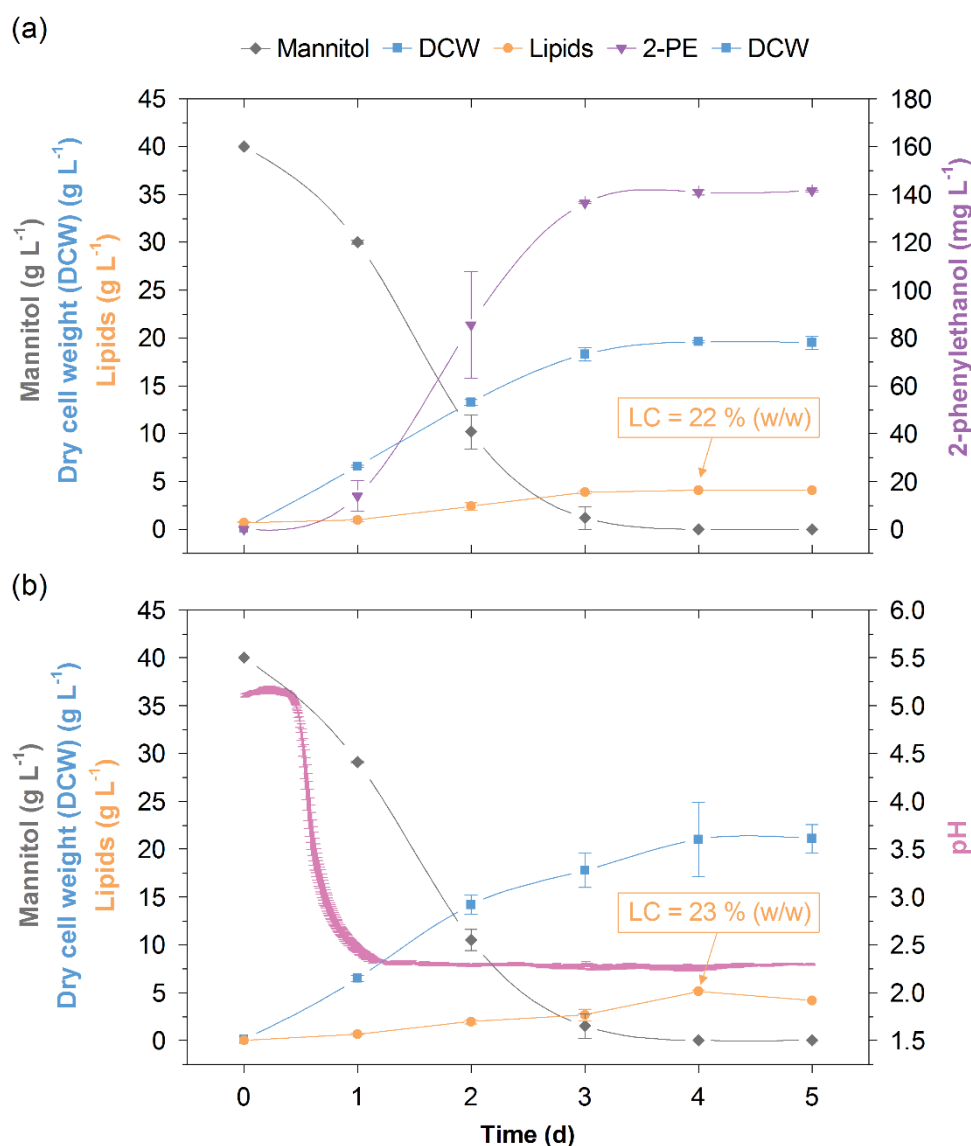 (a)
Mannitol DCW Lipids 2-PE DCW
Mannitol (g L⁻¹)
Dry cell weight (DCW) (g L⁻¹)
Lipids (g L⁻¹)
45
40
35
30
25
20
15
10
5
0
LC = 22 % (w/w)
180
160
140
120
100
80
60
40
20
0
2-phenylethanol (mg L⁻¹)
(b)
Mannitol (g L⁻¹)
Dry cell weight (DCW) (g L⁻¹)
Lipids (g L⁻¹)
45
40
35
30
25
20
15
10
5
0
LC = 23 % (w/w)
6.0
5.5
5.0
4.5
4.0
3.5
3.0
2.5
2.0
1.5
pH
0 1 2 3 4 5
Time (d)